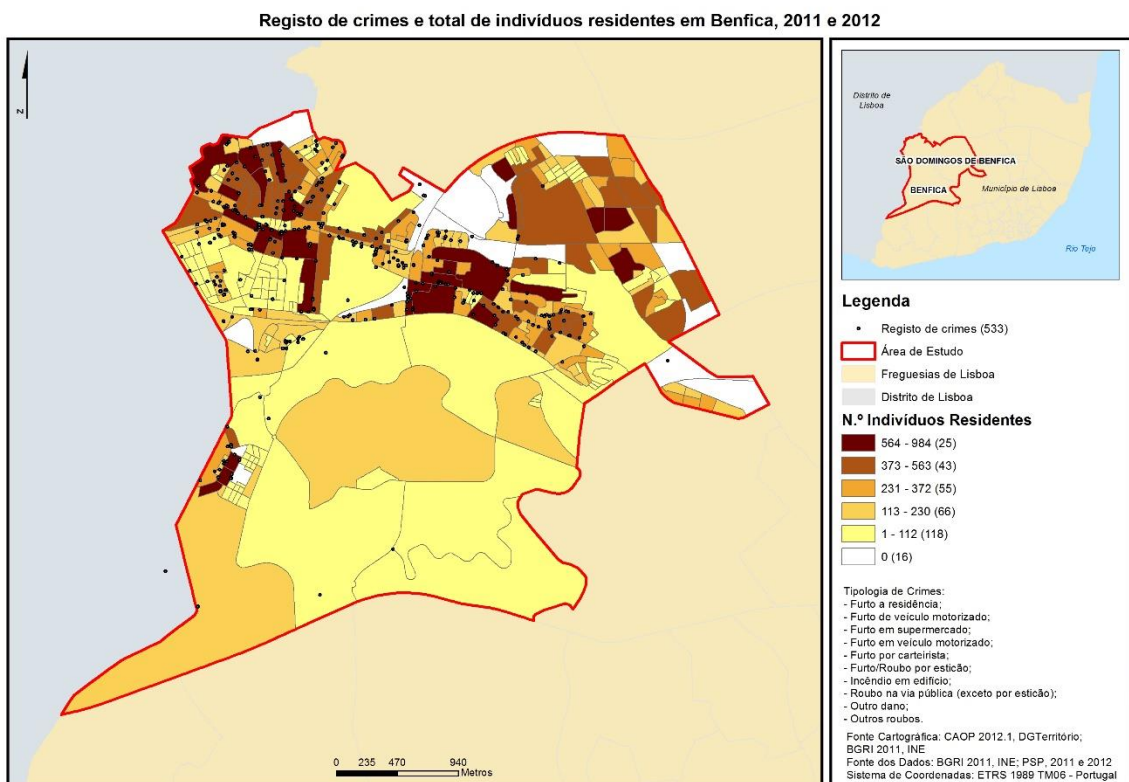 Registo de crimes e total de indivíduos residentes em Benfica, 2011 e 2012
N
Distrito de
Lisboa
SÃO DOMINGOS DE BENFICA
Município de Lisboa
BENFICA
Rio Tejo
Legenda
Registo de crimes (533)
Área de Estudo
Freguesias de Lisboa
Distrito de Lisboa
N.º Indivíduos Residentes
564 - 984 (25)
373 - 563 (43)
231 - 372 (55)
113 - 230 (66)
1 - 112 (118)
0 (16)
Tipologia de Crimes:
- Furto a residência;
- Furto de veículo motorizado;
- Furto em supermercado;
- Furto em veículo motorizado;
- Furto por carteirista;
- Furto/Roubo por esticão;
- Incêndio em edifício;
- Roubo na via pública (exceto por esticão);
- Outro dano;
- Outros roubos.
Fonte Cartográfica: CAOP 2012.1, DGTerritório;
BGRI 2011, INE
Fonte dos Dados: BGRI 2011, INE; PSP, 2011 e 2012
Sistema de Coordenadas: ETRS 1989 TM06 - Portugal
0 235 470 940
Metros